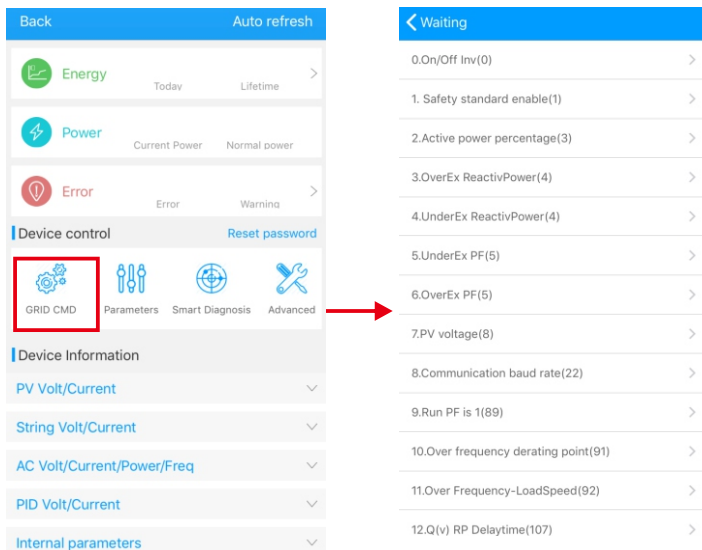 Back Auto refresh
Energy
Today Lifetime
Power
Current Power Normal power
Error
Error Warning
Device control Reset password
GRID CMD Parameters Smart Diagnosis Advanced
Device Information
PV Volt/Current
String Volt/Current
AC Volt/Current/Power/Freq
PID Volt/Current
Internal parameters
Waiting
0.On/Off Inv(0)
1. Safety standard enable(1)
2.Active power percentage(3)
3.OverEx ReactivPower(4)
4.UnderEx ReactivPower(4)
5.UnderEx PF(5)
6.OverEx PF(5)
7.PV voltage(8)
8.Communication baud rate(22)
9.Run PF is 1(89)
10.Over frequency derating point(91)
11.Over Frequency-LoadSpeed(92)
12.Q(v) RP Delaytime(107)